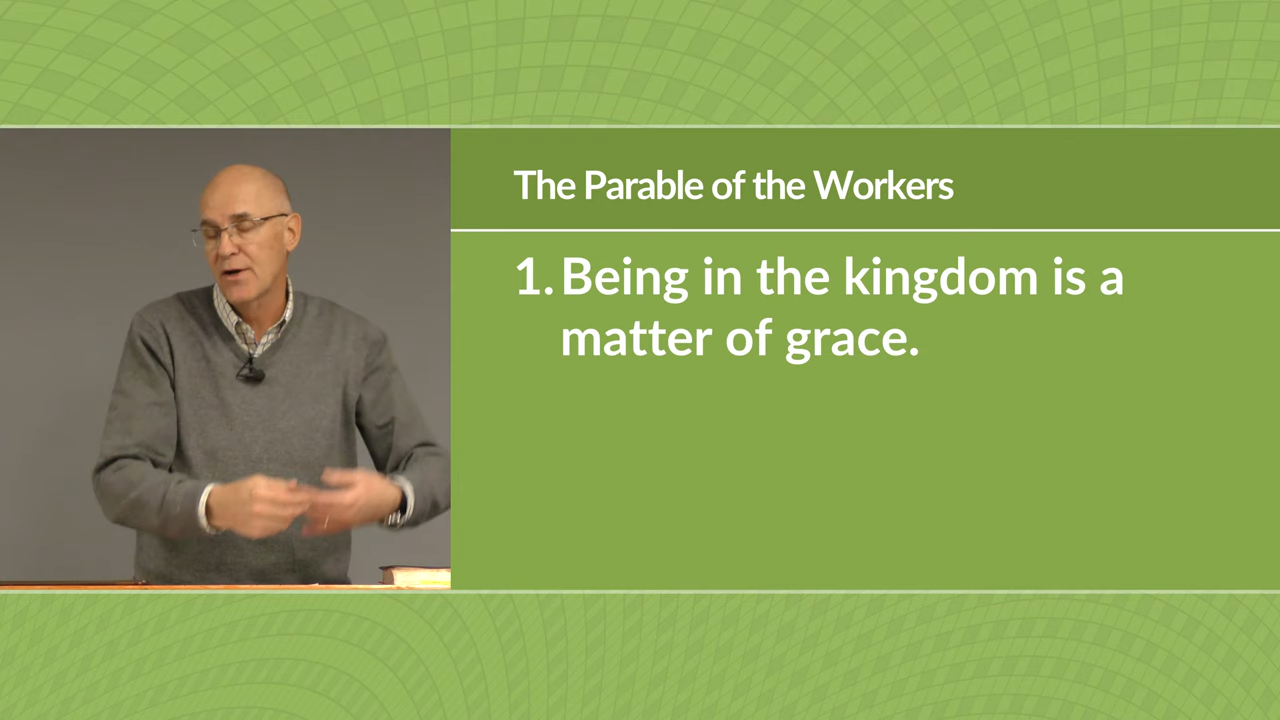 The Parable of the Workers
1. Being in the kingdom is a
matter of grace.